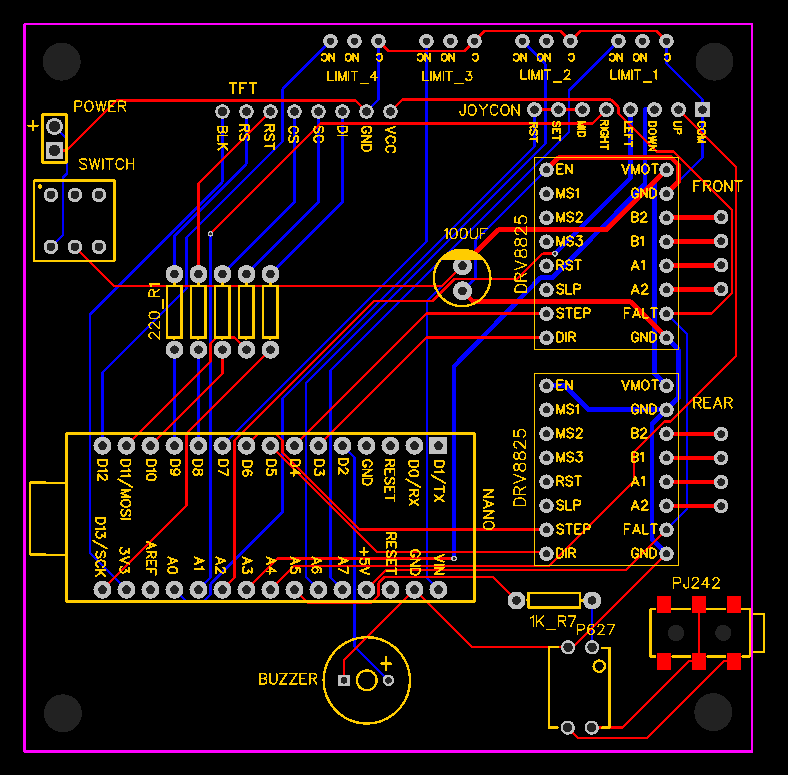 NC NC C NC NC C NC NC C NC NC C
LIMIT_4 LIMIT_3 LIMIT_2 LIMIT_1
TFT
POWER
+
JOYCON
BLK RS RST CS SC DI GND VCC
RST SET MID RIGHT LEFT DOWN UP COM
SWITCH
FRONT
DRV8825
EN VMOT
MS1 GND
MS2 B2
MS3 B1
RST A1
SLP A2
STEP FALT
DIR GND
100UF
220_R1
REAR
DRV8825
EN VMOT
MS1 GND
MS2 B2
MS3 B1
RST A1
SLP A2
STEP FALT
DIR GND
D12 D11/MOSI D10 D9 D8 D7 D6 D5 D4 D3 D2 GND RESET D0/RX D1/TX
NANO
D13/SCK 3V3 AREF A0 A1 A2 A3 A4 A5 A6 A7 +5V RESET GND VIN
PJ242
1K_R7
P627
BUZZER
+